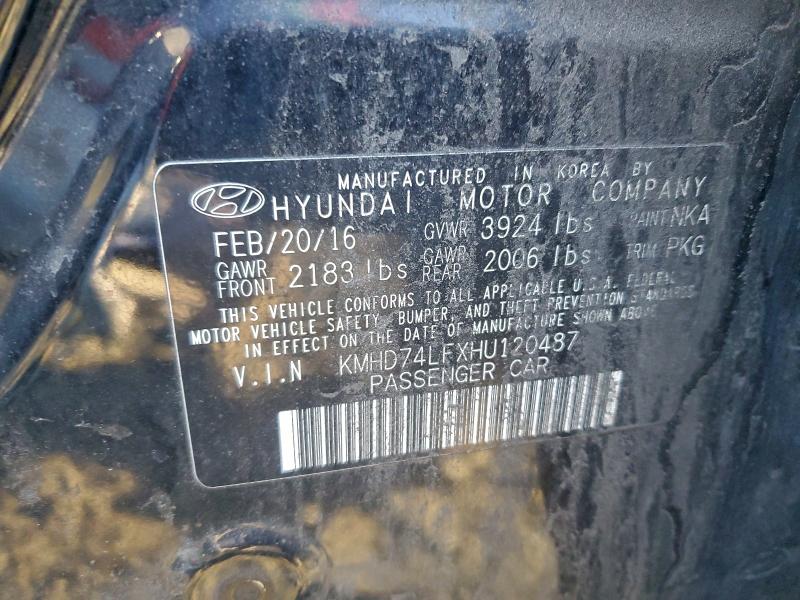 MANUFACTURED IN KOREA BY
HYUNDAI MOTOR COMPANY
FEB/20/16 GVWR 3924 lbs PAINT NKA
GAWR FRONT 2183 lbs GAWR REAR 2006 lbs TRIM PKG
THIS VEHICLE CONFORMS TO ALL APPLICABLE U.S.A. FEDERAL
MOTOR VEHICLE SAFETY, BUMPER, AND THEFT PREVENTION STANDARDS
IN EFFECT ON THE DATE OF MANUFACTURE SHOWN ABOVE
V.I.N KMHD74LFXHU120487
PASSENGER CAR